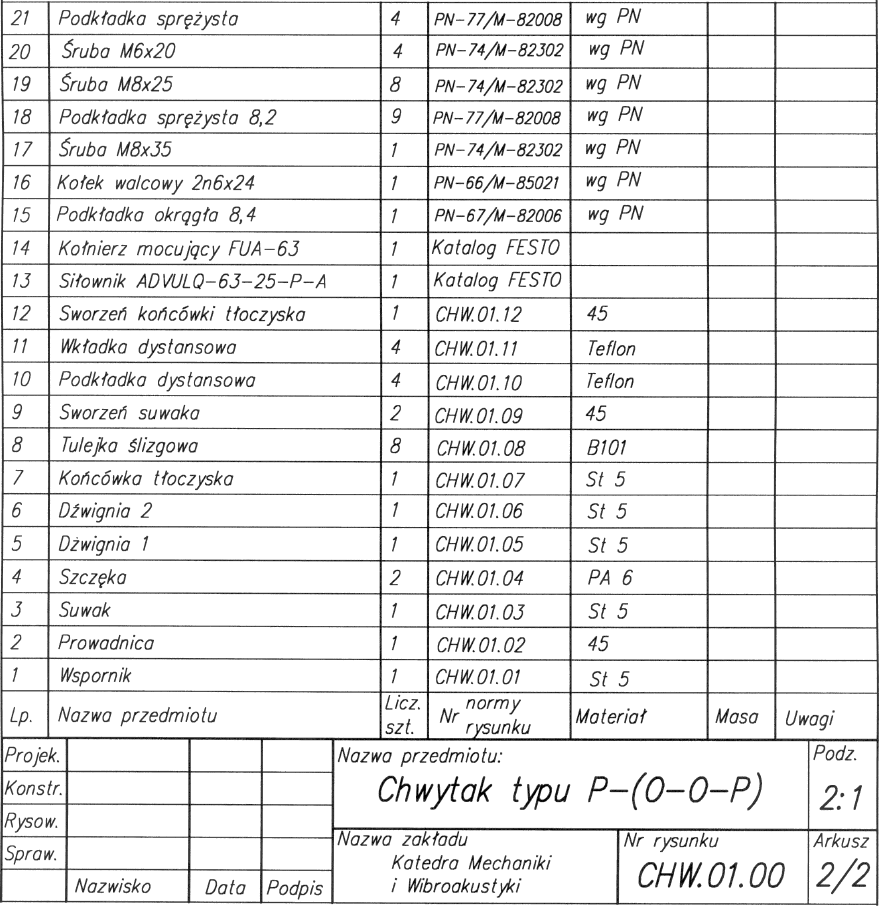 21 Podkładka sprężysta 4 PN-77/M-82008 wg PN
20 Śruba M6x20 4 PN-74/M-82302 wg PN
19 Śruba M8x25 8 PN-74/M-82302 wg PN
18 Podkładka sprężysta 8,2 9 PN-77/M-82008 wg PN
17 Śruba M8x35 1 PN-74/M-82302 wg PN
16 Kołek walcowy 2n6x24 1 PN-66/M-85021 wg PN
15 Podkładka okrągła 8,4 1 PN-67/M-82006 wg PN
14 Kołnierz mocujący FUA-63 1 Katalog FESTO
13 Siłownik ADVULQ-63-25-P-A 1 Katalog FESTO
12 Sworzeń końcówki tłoczyska 1 CHW.01.12 45
11 Wkładka dystansowa 4 CHW.01.11 Teflon
10 Podkładka dystansowa 4 CHW.01.10 Teflon
9 Sworzeń suwaka 2 CHW.01.09 45
8 Tulejka ślizgowa 8 CHW.01.08 B101
7 Końcówka tłoczyska 1 CHW.01.07 St 5
6 Dźwignia 2 1 CHW.01.06 St 5
5 Dżwignia 1 1 CHW.01.05 St 5
4 Szczęka 2 CHW.01.04 PA 6
3 Suwak 1 CHW.01.03 St 5
2 Prowadnica 1 CHW.01.02 45
1 Wspornik 1 CHW.01.01 St 5
Lp. Nazwa przedmiotu Licz. szt. Nr normy rysunku Materiał Masa Uwagi
Projek.
Konstr.
Rysow.
Spraw.
Nazwisko Data Podpis
Nazwa przedmiotu:
Chwytak typu P-(O-O-P)
Podz.
2:1
Nazwa zakładu
Katedra Mechaniki
i Wibroakustyki
Nr rysunku
CHW.01.00
Arkusz
2/2